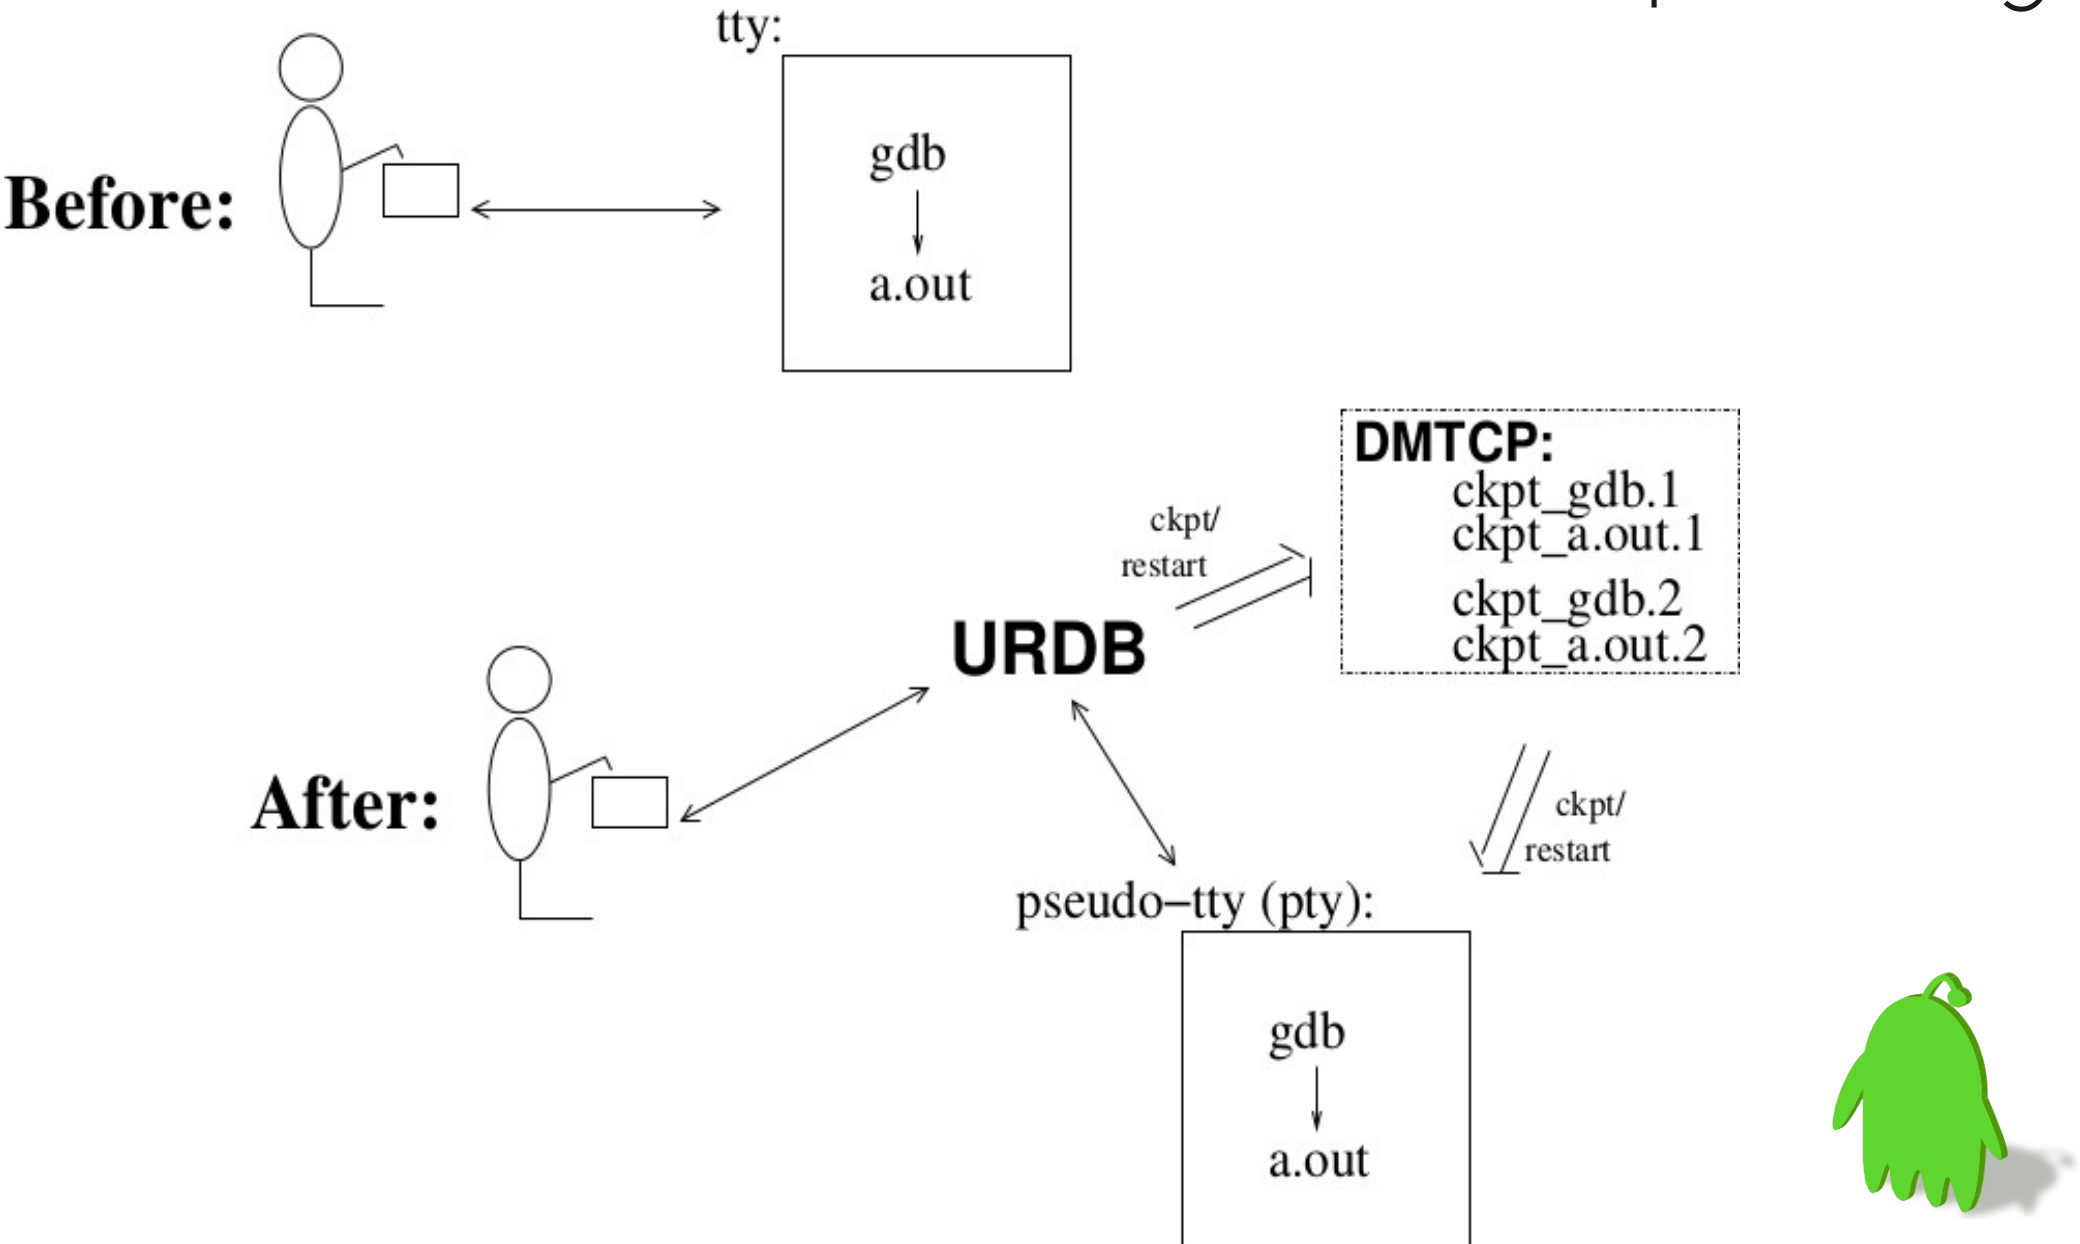 tty:
gdb
Before:
a.out
DMTCP:
ckpt_gdb.1
ckpt/
ckpt_a.out.1
restart
ckpt_gdb.2
URDB
ckpt_a.out.2
After:
ckpt/
restart
pseudo–tty (pty):
gdb
a.out